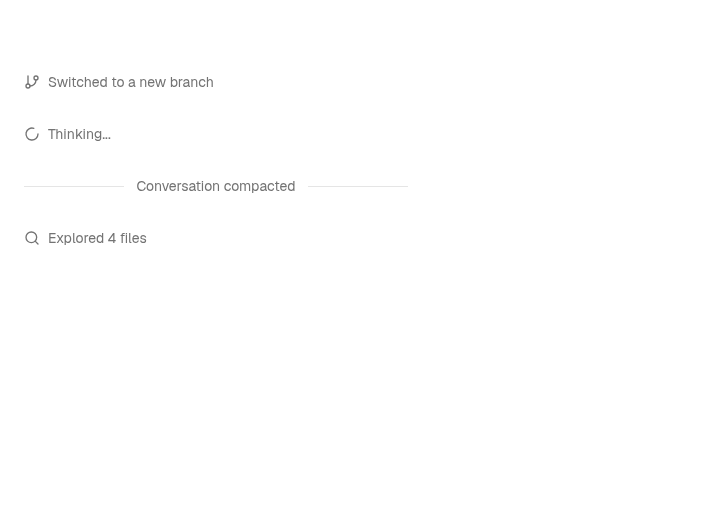 Switched to a new branch
Thinking...
Conversation compacted
Explored 4 files